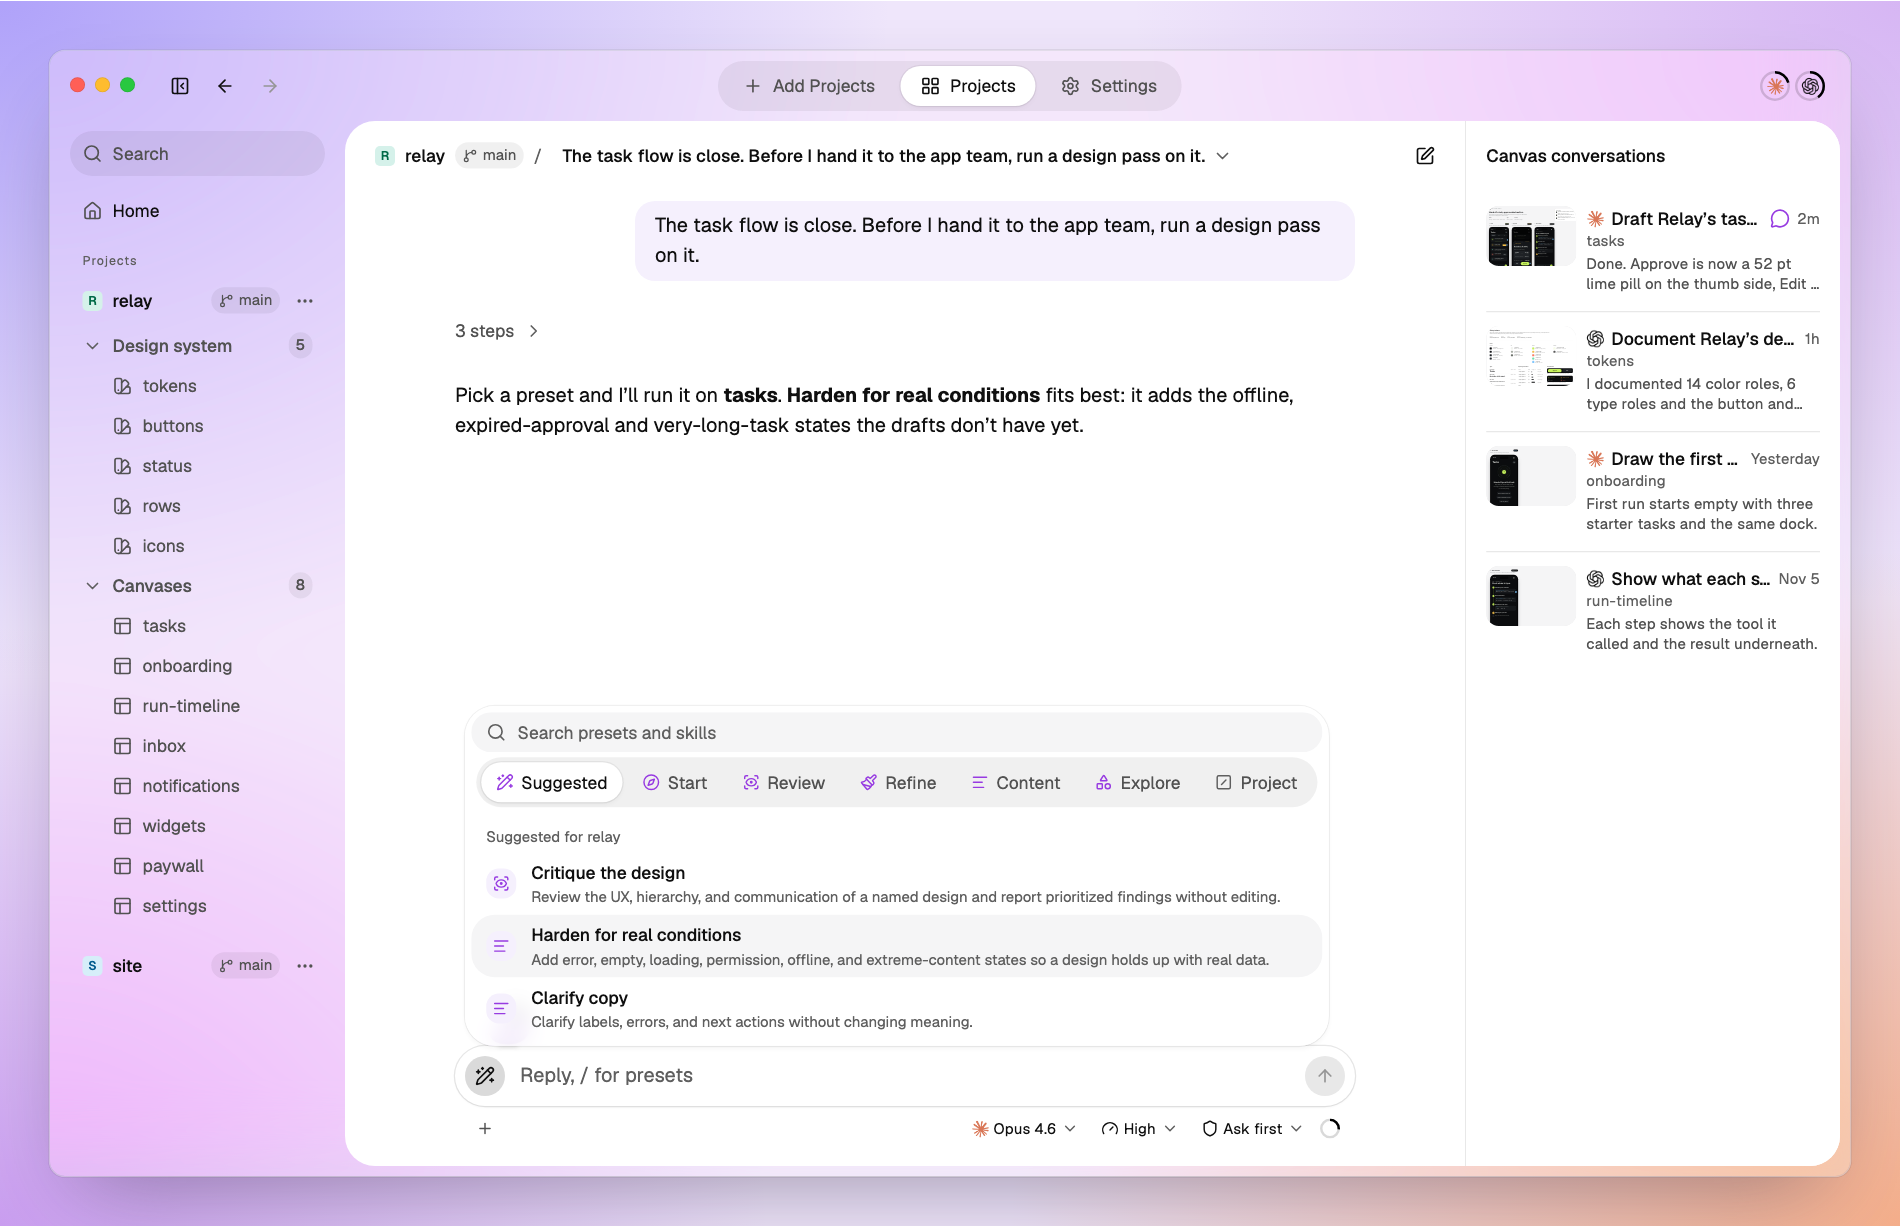 Add Projects
Projects
Settings
Search
Home
Projects
R relay main
Design system 5
tokens
buttons
status
rows
icons
Canvases 8
tasks
onboarding
run-timeline
inbox
notifications
widgets
paywall
settings
S site main
R relay main / The task flow is close. Before I hand it to the app team, run a design pass on it.
The task flow is close. Before I hand it to the app team, run a design pass
on it.
3 steps
Pick a preset and I’ll run it on tasks. Harden for real conditions fits best: it adds the offline,
expired-approval and very-long-task states the drafts don’t have yet.
Search presets and skills
Suggested
Start
Review
Refine
Content
Explore
Project
Suggested for relay
Critique the design
Review the UX, hierarchy, and communication of a named design and report prioritized findings without editing.
Harden for real conditions
Add error, empty, loading, permission, offline, and extreme-content states so a design holds up with real data.
Clarify copy
Clarify labels, errors, and next actions without changing meaning.
Reply, / for presets
Opus 4.6
High
Ask first
Canvas conversations
Draft Relay’s tas... 2m
tasks
Done. Approve is now a 52 pt
lime pill on the thumb side, Edit ...
Document Relay’s de... 1h
tokens
I documented 14 color roles, 6
type roles and the button and...
Draw the first ... Yesterday
onboarding
First run starts empty with three
starter tasks and the same dock.
Show what each s... Nov 5
run-timeline
Each step shows the tool it
called and the result underneath.